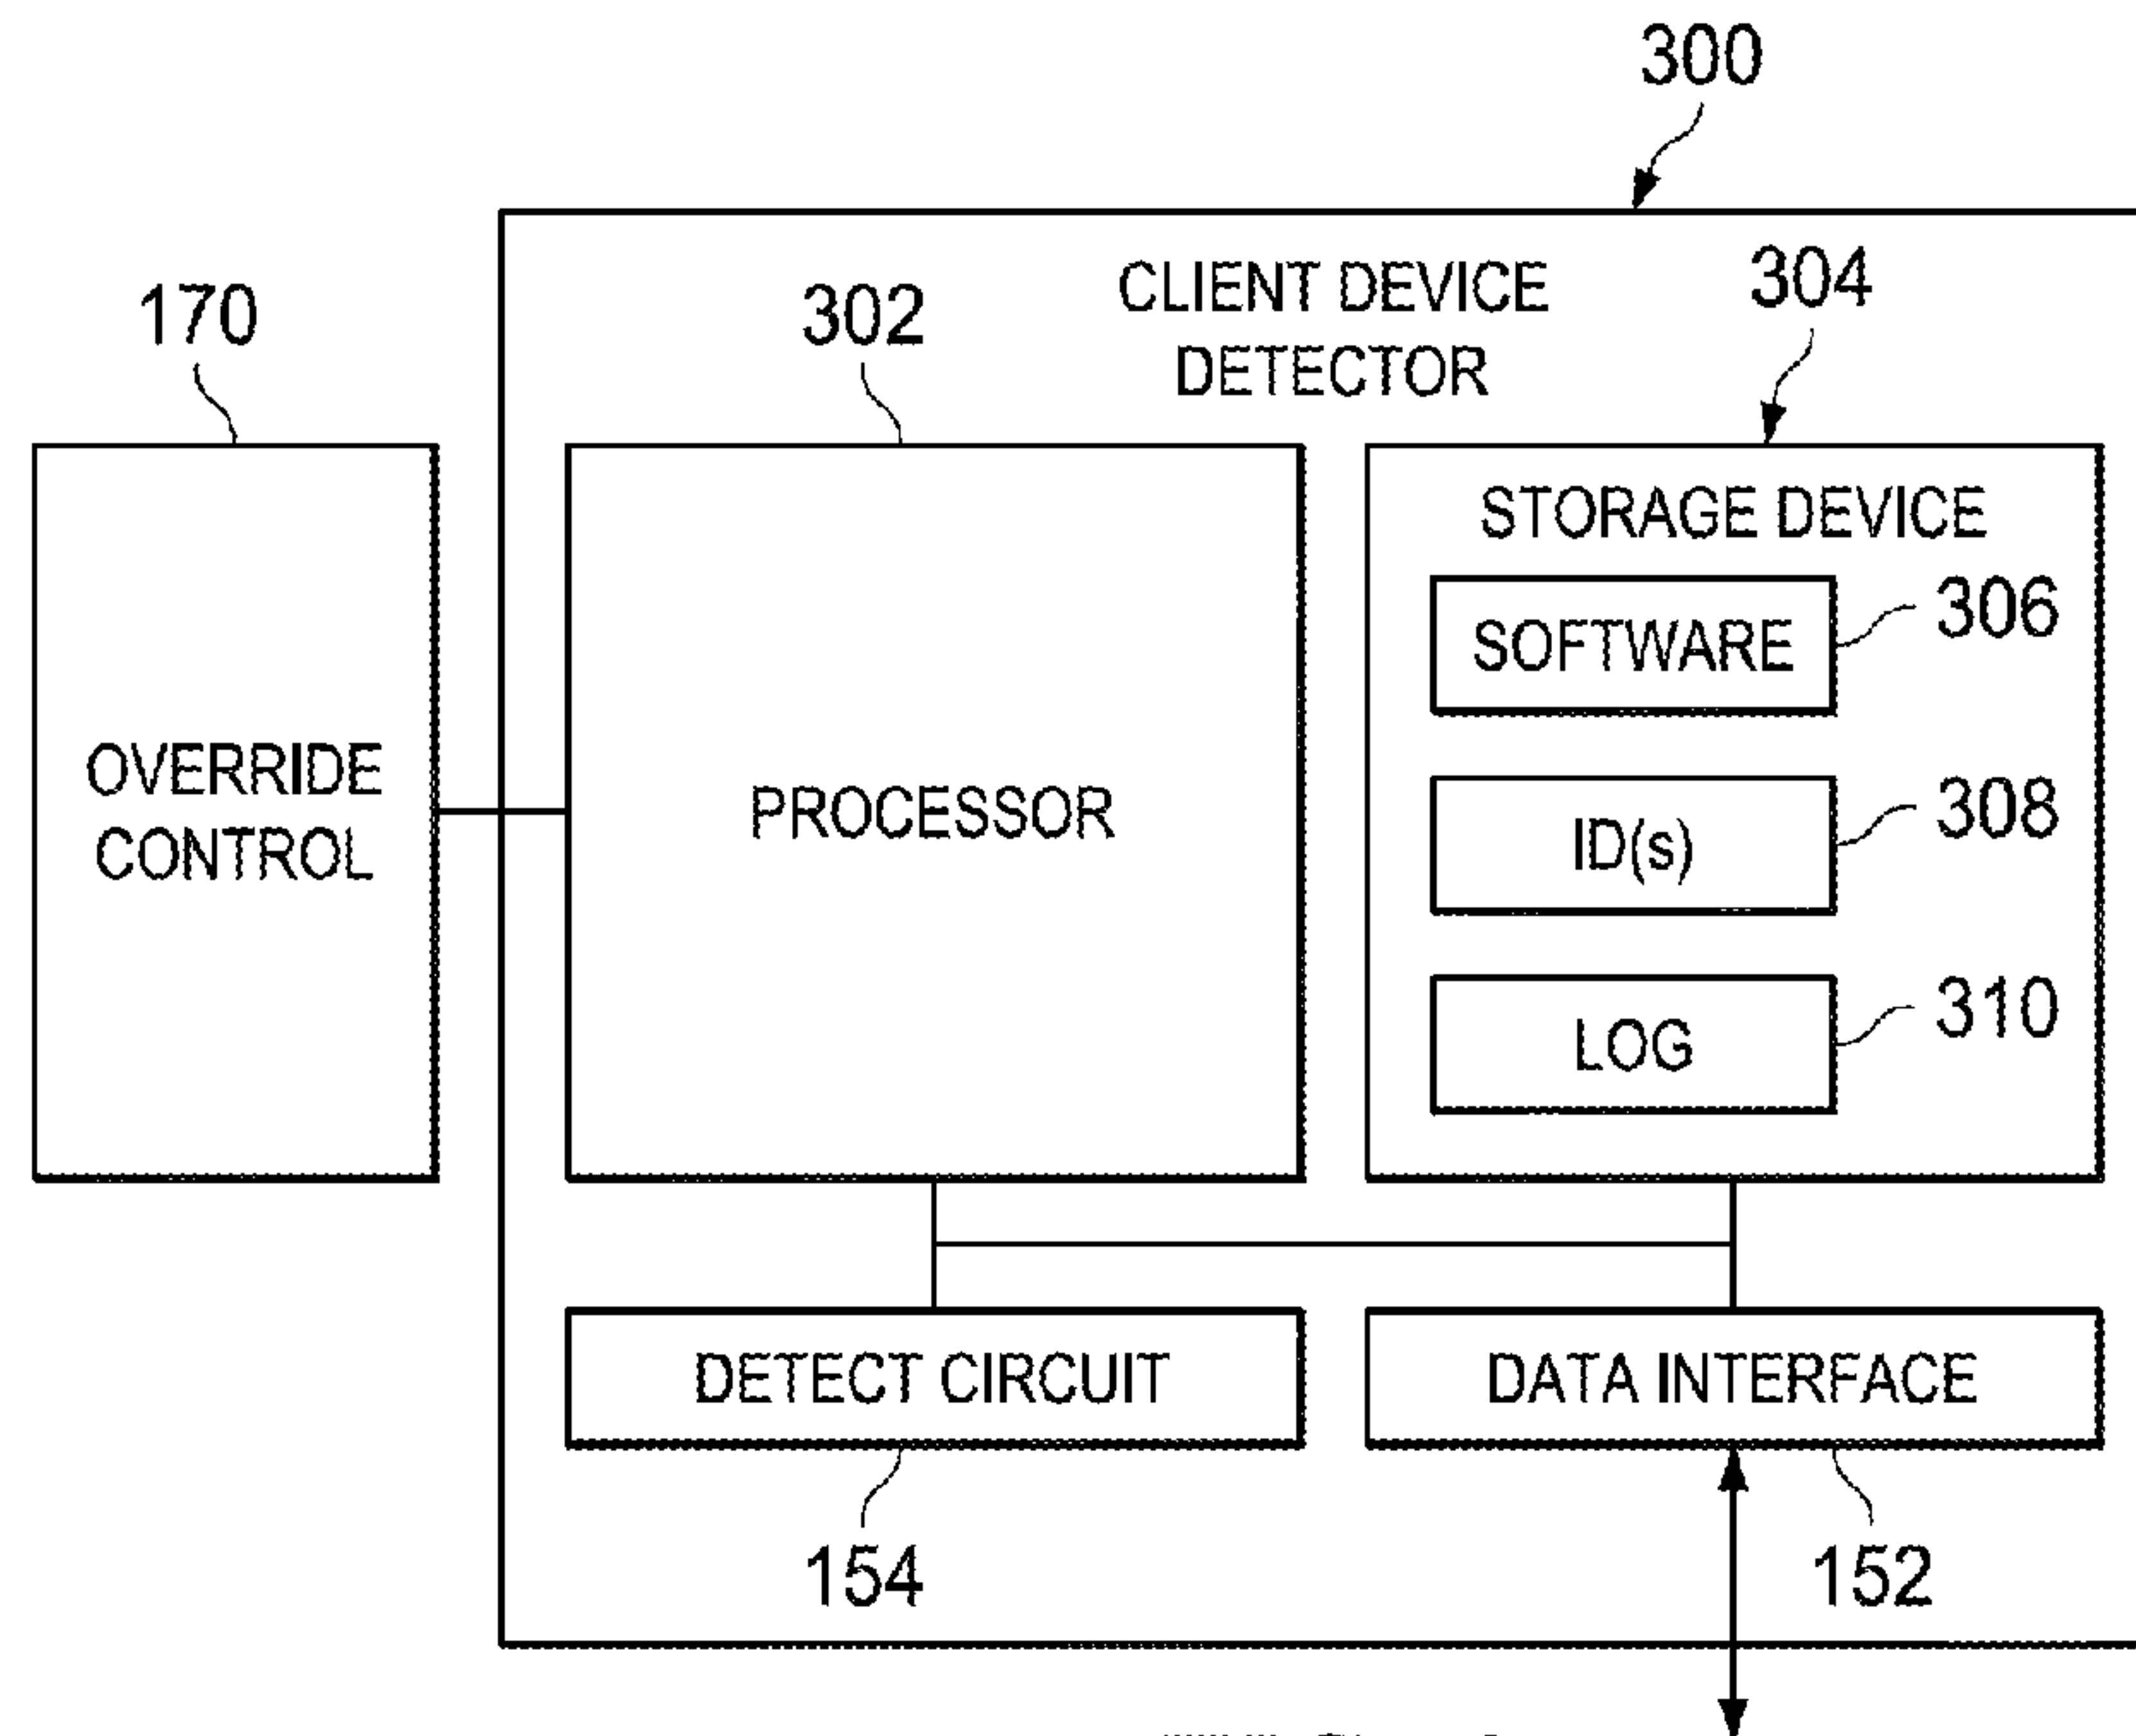 300
CLIENT DEVICE
DETECTOR
304
170
302
STORAGE DEVICE
SOFTWARE
306
OVERRIDE
CONTROL
PROCESSOR
ID(s)
308
LOG
310
DETECT CIRCUIT
DATA INTERFACE
154
152